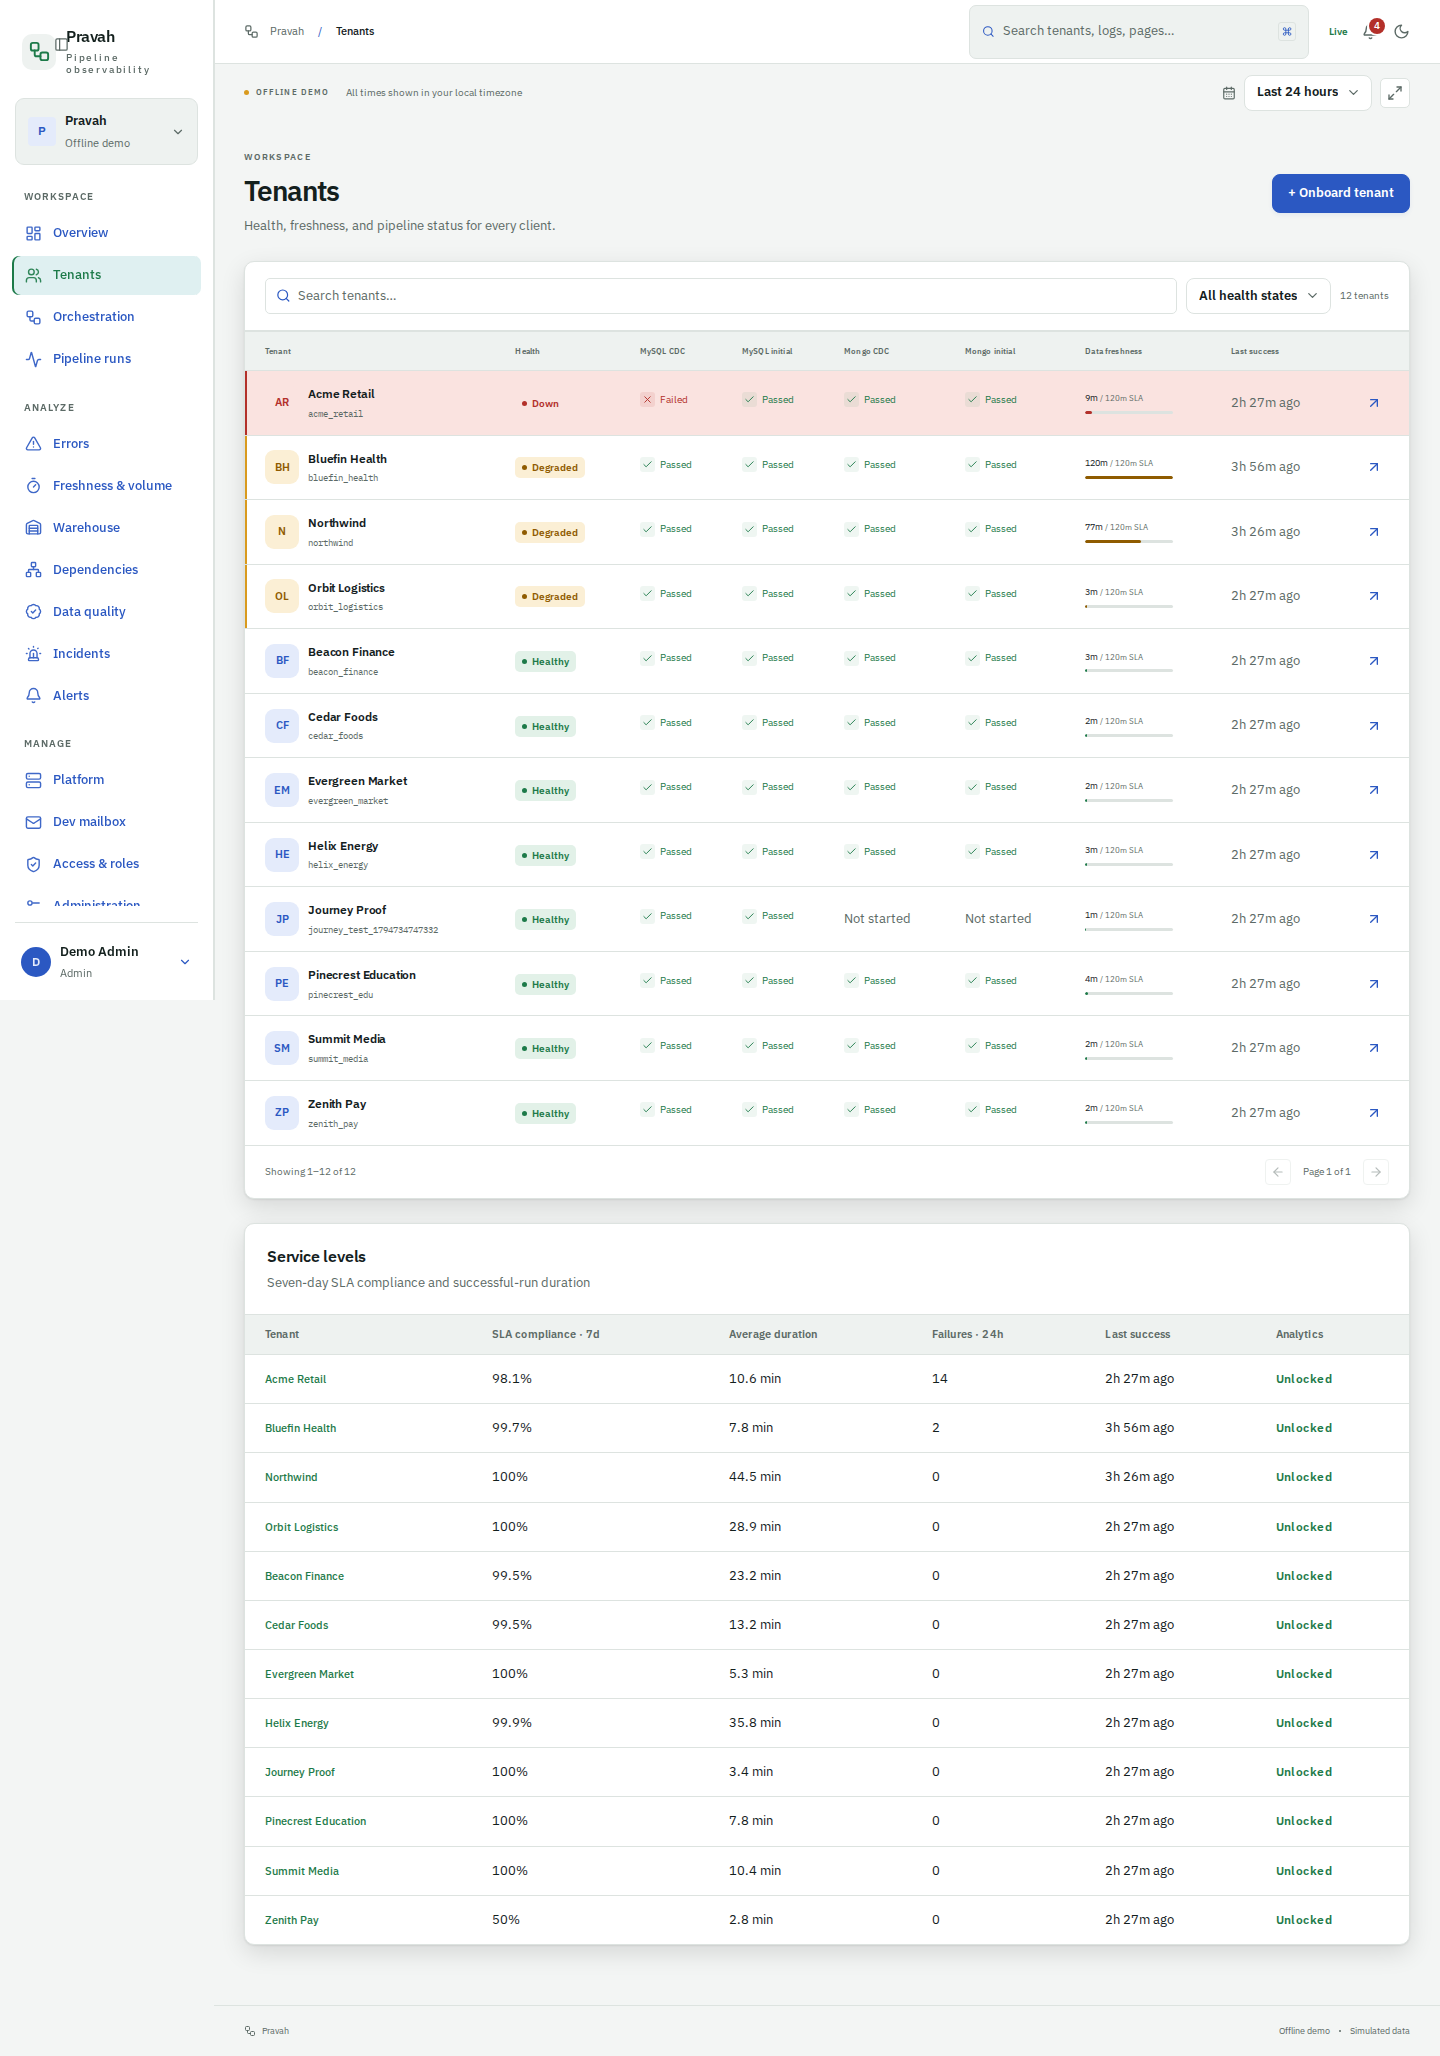 Pravah
Pipeline
observability
P
Pravah
Offline demo
WORKSPACE
Overview
Tenants
Orchestration
Pipeline runs
ANALYZE
Errors
Freshness & volume
Warehouse
Dependencies
Data quality
Incidents
Alerts
MANAGE
Platform
Dev mailbox
Access & roles
Administration
D
Demo Admin
Admin
Pravah / Tenants
Search tenants, logs, pages...
⌘
Live
4
OFFLINE DEMO All times shown in your local timezone
Last 24 hours
WORKSPACE
Tenants
Health, freshness, and pipeline status for every client.
+ Onboard tenant
Search tenants...
All health states
12 tenants
Tenant Health MySQL CDC MySQL initial Mongo CDC Mongo initial Data freshness Last success
AR Acme Retail acme_retail Down Failed Passed Passed Passed 9m / 120m SLA 2h 27m ago
BH Bluefin Health bluefin_health Degraded Passed Passed Passed Passed 120m / 120m SLA 3h 56m ago
N Northwind northwind Degraded Passed Passed Passed Passed 77m / 120m SLA 3h 26m ago
OL Orbit Logistics orbit_logistics Degraded Passed Passed Passed Passed 3m / 120m SLA 2h 27m ago
BF Beacon Finance beacon_finance Healthy Passed Passed Passed Passed 3m / 120m SLA 2h 27m ago
CF Cedar Foods cedar_foods Healthy Passed Passed Passed Passed 2m / 120m SLA 2h 27m ago
EM Evergreen Market evergreen_market Healthy Passed Passed Passed Passed 2m / 120m SLA 2h 27m ago
HE Helix Energy helix_energy Healthy Passed Passed Passed Passed 3m / 120m SLA 2h 27m ago
JP Journey Proof journey_test_1794734747332 Healthy Passed Passed Not started Not started 1m / 120m SLA 2h 27m ago
PE Pinecrest Education pinecrest_edu Healthy Passed Passed Passed Passed 4m / 120m SLA 2h 27m ago
SM Summit Media summit_media Healthy Passed Passed Passed Passed 2m / 120m SLA 2h 27m ago
ZP Zenith Pay zenith_pay Healthy Passed Passed Passed Passed 2m / 120m SLA 2h 27m ago
Showing 1–12 of 12
Page 1 of 1
Service levels
Seven-day SLA compliance and successful-run duration
Tenant SLA compliance · 7d Average duration Failures · 24h Last success Analytics
Acme Retail 98.1% 10.6 min 14 2h 27m ago Unlocked
Bluefin Health 99.7% 7.8 min 2 3h 56m ago Unlocked
Northwind 100% 44.5 min 0 3h 26m ago Unlocked
Orbit Logistics 100% 28.9 min 0 2h 27m ago Unlocked
Beacon Finance 99.5% 23.2 min 0 2h 27m ago Unlocked
Cedar Foods 99.5% 13.2 min 0 2h 27m ago Unlocked
Evergreen Market 100% 5.3 min 0 2h 27m ago Unlocked
Helix Energy 99.9% 35.8 min 0 2h 27m ago Unlocked
Journey Proof 100% 3.4 min 0 2h 27m ago Unlocked
Pinecrest Education 100% 7.8 min 0 2h 27m ago Unlocked
Summit Media 100% 10.4 min 0 2h 27m ago Unlocked
Zenith Pay 50% 2.8 min 0 2h 27m ago Unlocked
Pravah
Offline demo • Simulated data